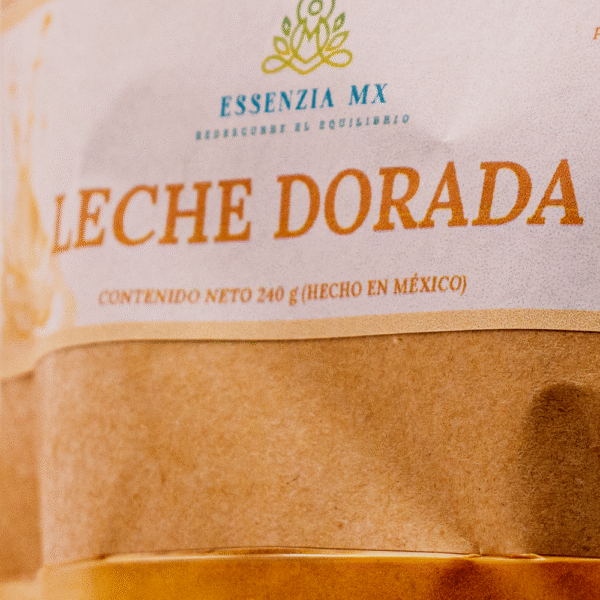 ESSENZIA MX
REDESCUBRE EL EQUILIBRIO
LECHE DORADA
CONTENIDO NETO 240 g (HECHO EN MÉXICO)